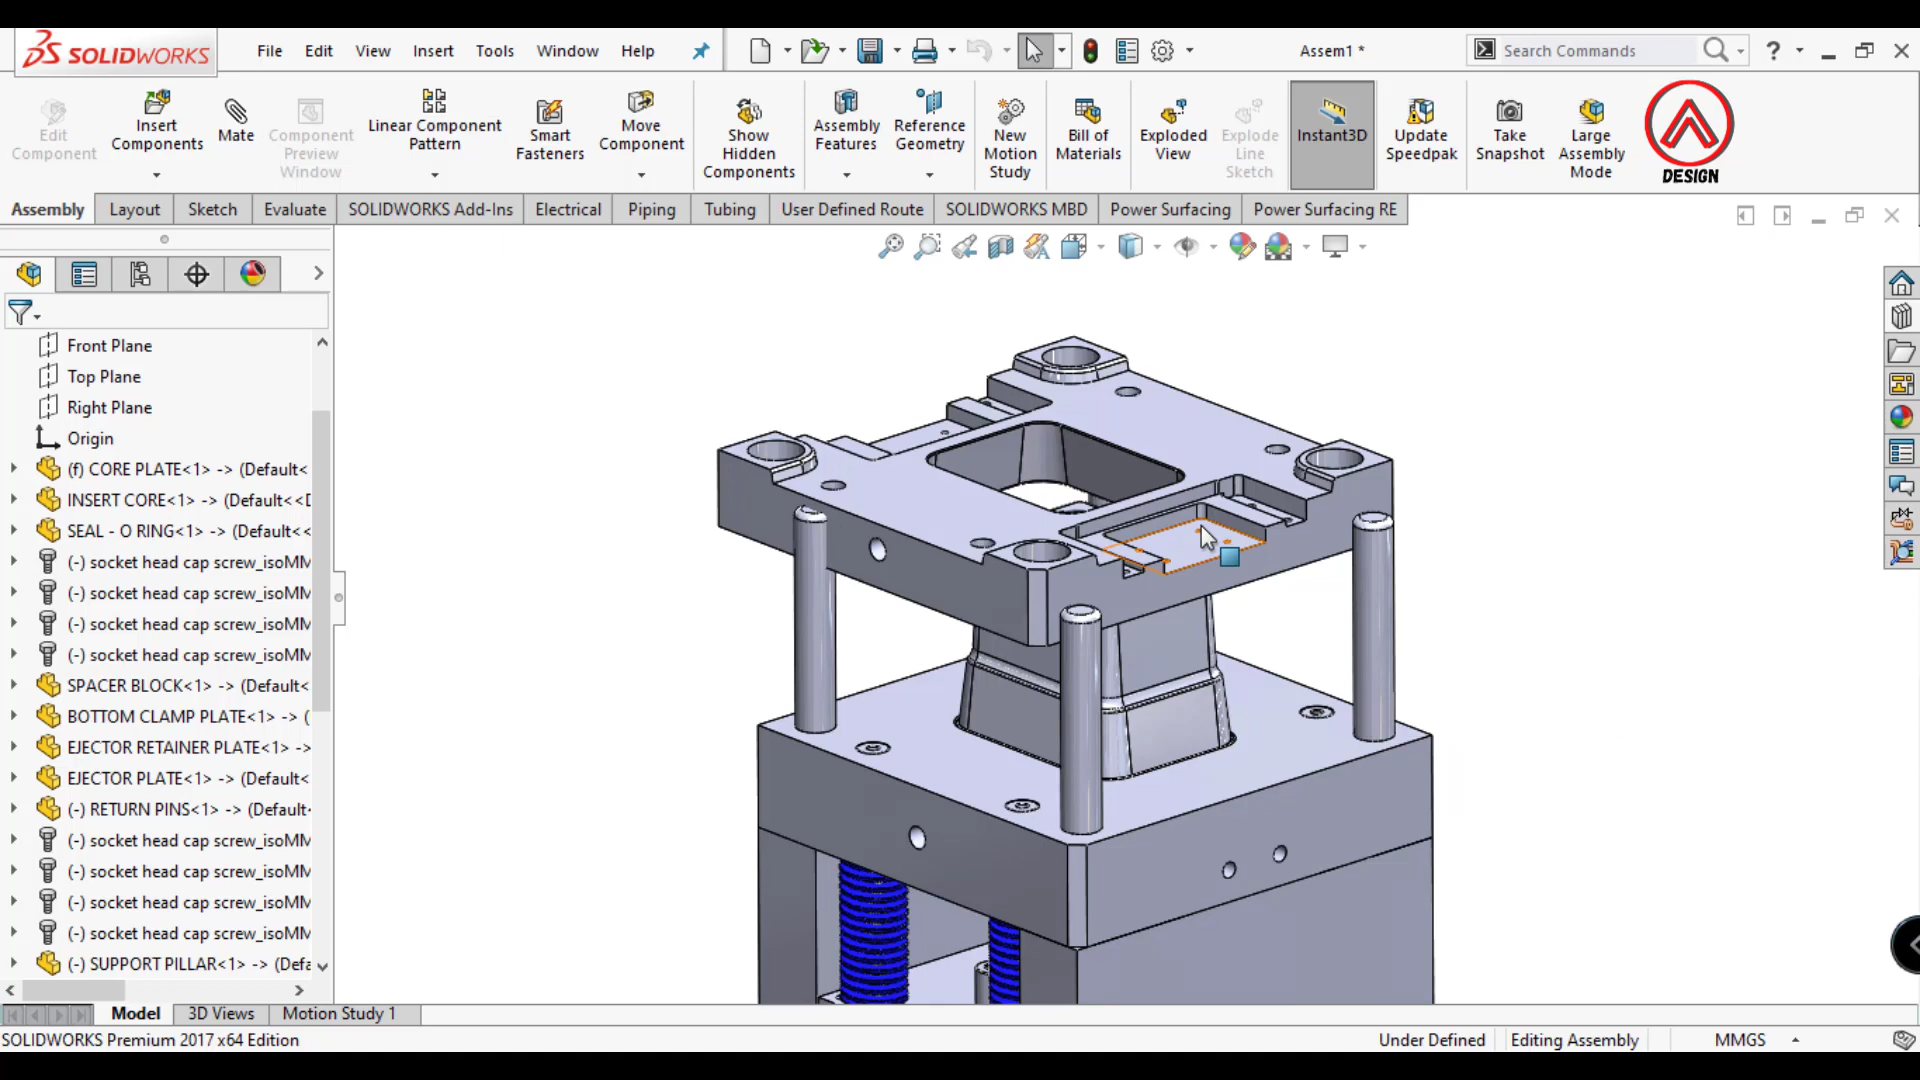 SOLIDWORKS File Edit View Insert Tools Window Help Assem1 * Search Commands ?
Edit Component
Insert Components
Mate
Component Preview Window
Linear Component Pattern
Smart Fasteners
Move Component
Show Hidden Components
Assembly Features
Reference Geometry
New Motion Study
Bill of Materials
Exploded View
Explode Line Sketch
Instant3D
Update Speedpak
Take Snapshot
Large Assembly Mode
DESIGN
Assembly Layout Sketch Evaluate SOLIDWORKS Add-Ins Electrical Piping Tubing User Defined Route SOLIDWORKS MBD Power Surfacing Power Surfacing RE
Front Plane
Top Plane
Right Plane
Origin
(f) CORE PLATE<1> -> (Default<
INSERT CORE<1> -> (Default<<D
SEAL - O RING<1> -> (Default<<
(-) socket head cap screw_isoMM
(-) socket head cap screw_isoMM
(-) socket head cap screw_isoMM
(-) socket head cap screw_isoMM
SPACER BLOCK<1> -> (Default<
BOTTOM CLAMP PLATE<1> -> (
EJECTOR RETAINER PLATE<1> ->
EJECTOR PLATE<1> -> (Default<
(-) RETURN PINS<1> -> (Default<
(-) socket head cap screw_isoMM
(-) socket head cap screw_isoMM
(-) socket head cap screw_isoMM
(-) socket head cap screw_isoMM
(-) SUPPORT PILLAR<1> -> (Defa
Model 3D Views Motion Study 1
SOLIDWORKS Premium 2017 x64 Edition Under Defined Editing Assembly MMGS